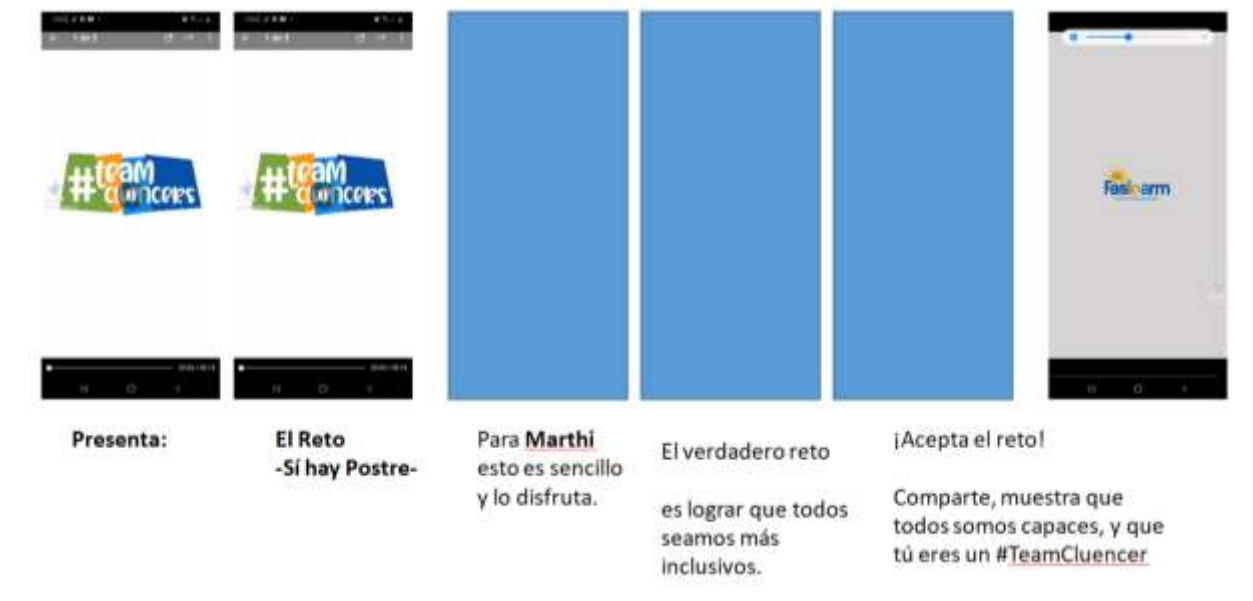 #team
cluencers
#team
cluencers
faslearm
Presenta:
El Reto
-Sí hay Postre-
Para Marthi
esto es sencillo
y lo disfruta.
El verdadero reto
es lograr que todos
seamos más
inclusivos.
¡Acepta el reto!
Comparte, muestra que
todos somos capaces, y que
tú eres un #TeamCluencer